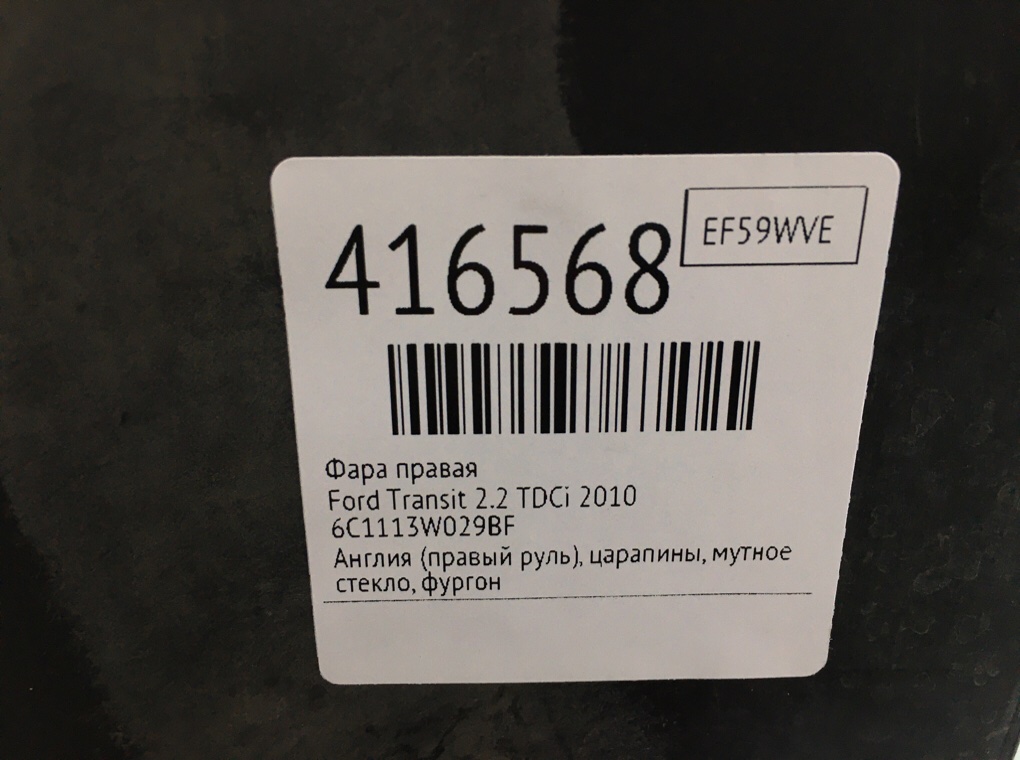 416568
EF59WVE
Фара правая
Ford Transit 2.2 TDCi 2010
6C1113W029BF
Англия (правый руль), царапины, мутное
стекло, фургон